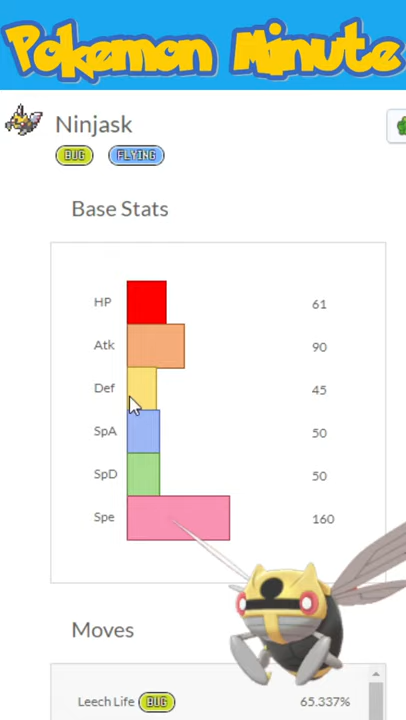 Pokemon Minute
Ninjask
BUG FLYING
Base Stats
HP 61
Atk 90
Def 45
SpA 50
SpD 50
Spe 160
Moves
Leech Life BUG 65.337%